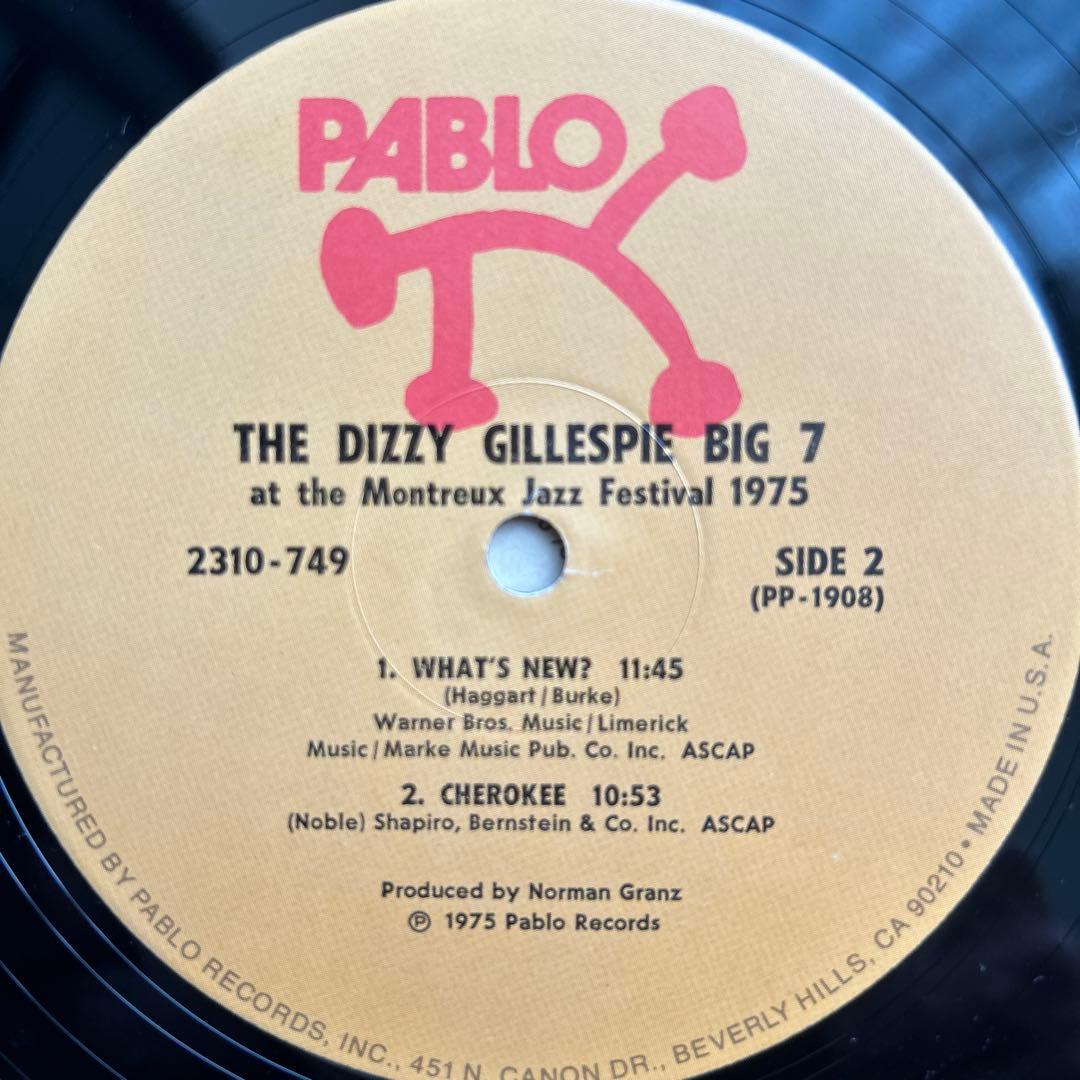 PABLO
THE DIZZY GILLESPIE BIG 7
at the Montreux Jazz Festival 1975
2310-749
SIDE 2
(PP-1908)
1. WHAT'S NEW? 11:45
(Haggart/Burke)
Warner Bros. Music/Limerick
Music/Marke Music Pub. Co. Inc. ASCAP
2. CHEROKEE 10:53
(Noble) Shapiro, Bernstein & Co. Inc. ASCAP
Produced by Norman Granz
℗ 1975 Pablo Records
MANUFACTURED BY PABLO RECORDS, INC., 451 N. CANON DR., BEVERLY HILLS, CA 90210 • MADE IN U.S.A.